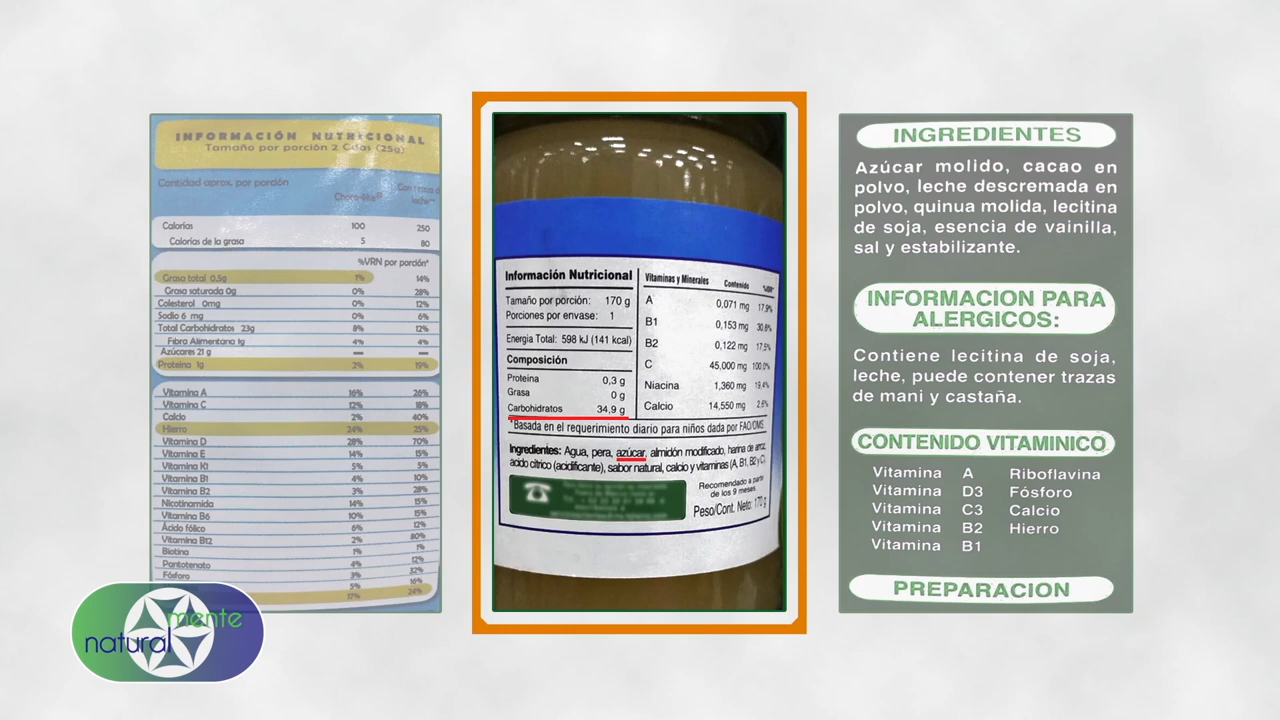 INFORMACIÓN NUTRICIONAL
Tamaño por porción 2 Cdas (25g)
Cantidad aprox. por porción
Calorías 100 250
Calorías de la grasa 5 80
%VRN por porción*
Grasa total 0.5g 1% 14%
Grasa saturada 0g 0% 28%
Colesterol 0mg 0% 12%
Sodio 6 mg 0% 6%
Total Carbohidratos 23g 8% 12%
Fibra Alimentaria 1g 4% 4%
Azúcares 21 g — —
Proteína 1g 2% 19%
Vitamina A 16% 26%
Vitamina C 12% 18%
Calcio 2% 40%
Hierro 24% 25%
Vitamina D 28% 70%
Vitamina E 14% 15%
Vitamina K1 5% 5%
Vitamina B1 4% 10%
Vitamina B2 3% 28%
Nicotinamida 14% 15%
Vitamina B6 10% 15%
Ácido fólico 6% 12%
Vitamina B12 2% 80%
Biotina 1% 1%
Pantotenato 4% 12%
Fósforo 3% 32%
5% 16%
17% 24%
natural mente
Información Nutricional
Tamaño por porción: 170 g
Porciones por envase: 1
Energía Total: 598 kJ (141 kcal)
Composición
Proteina 0,3 g
Grasa 0 g
Carbohidratos 34,9 g
Vitaminas y Minerales Contenido
A 0,071 mg 17,9%
B1 0,153 mg 30,6%
B2 0,122 mg 17,5%
C 45,000 mg 100,0%
Niacina 1,360 mg 19,4%
Calcio 14,550 mg 2,6%
*Basada en el requerimiento diario para niños dada por FAO/OMS
Ingredientes: Agua, pera, azúcar, almidón modificado, harina de arroz,
acido cítrico (acidificante), sabor natural, calcio y vitaminas (A, B1, B2 y C).
Recomendado a partir
de los 9 meses.
Peso/Cont. Neto: 170 g
INGREDIENTES
Azúcar molido, cacao en
polvo, leche descremada en
polvo, quinua molida, lecitina
de soja, esencia de vainilla,
sal y estabilizante.
INFORMACION PARA
ALERGICOS:
Contiene lecitina de soja,
leche, puede contener trazas
de mani y castaña.
CONTENIDO VITAMINICO
Vitamina A Riboflavina
Vitamina D3 Fósforo
Vitamina C3 Calcio
Vitamina B2 Hierro
Vitamina B1
PREPARACION